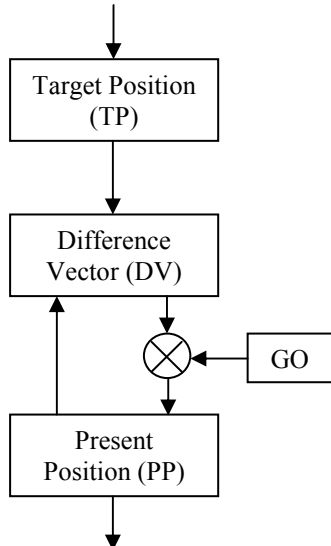 Target Position
(TP)
Difference
Vector (DV)
GO
Present
Position (PP)